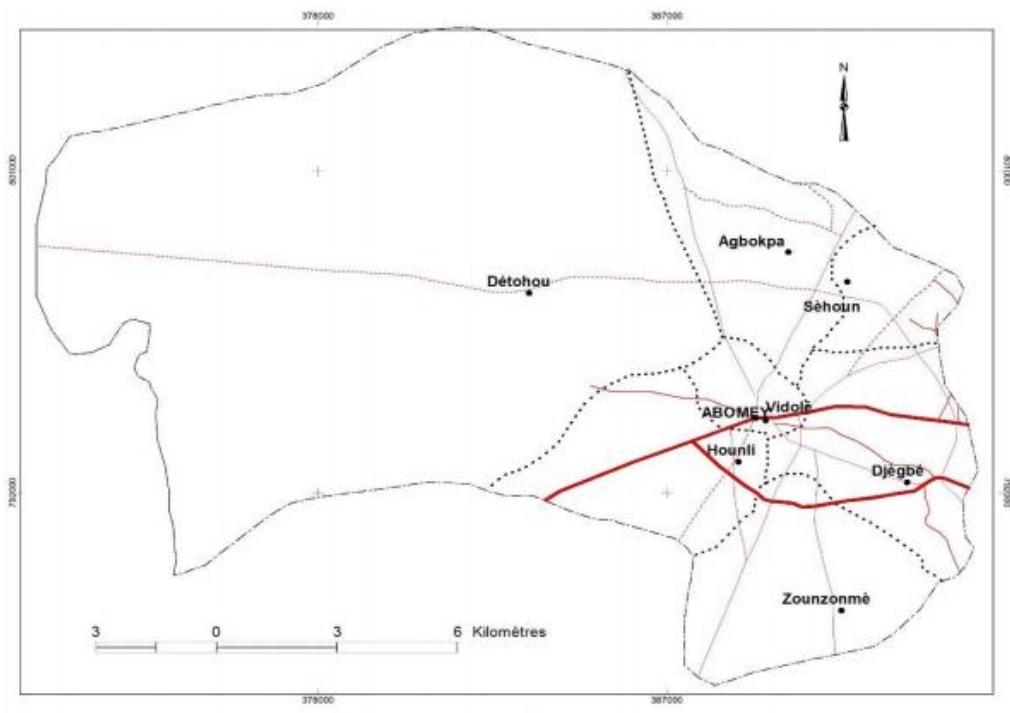 378000 387000
N
801000 801000
Agbokpa
Détohou
Sèhoun
ABOMEY Vidolè
Hounli
Djègbé
792000 792000
Zounzonmè
3 0 3 6 Kilomètres
378000 387000